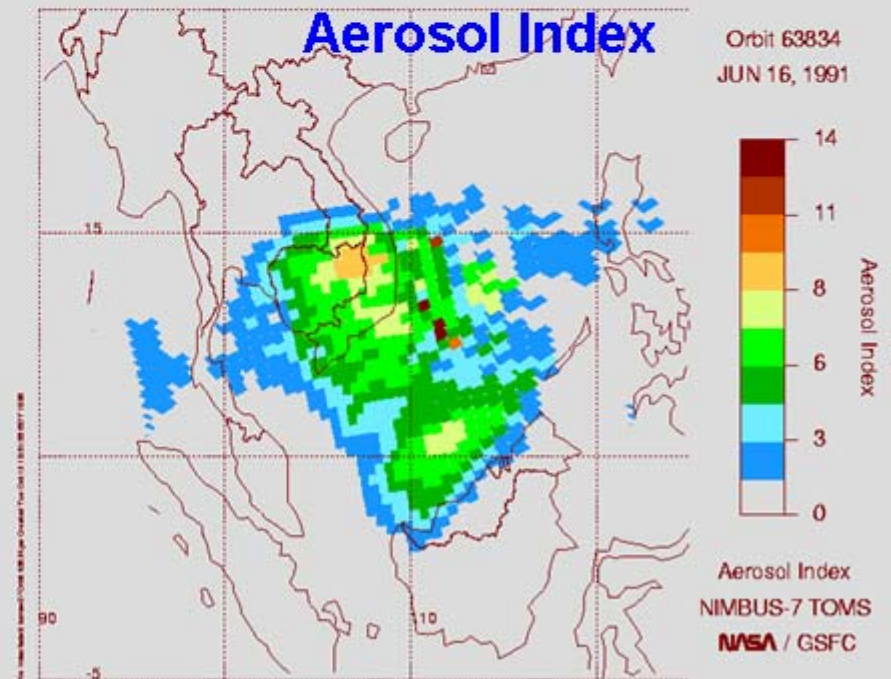 Aerosol Index
Orbit 63834
JUN 16, 1991
14
11
8
6
3
0
Aerosol Index
15
90
110
-5
Aerosol Index
NIMBUS-7 TOMS
NASA / GSFC